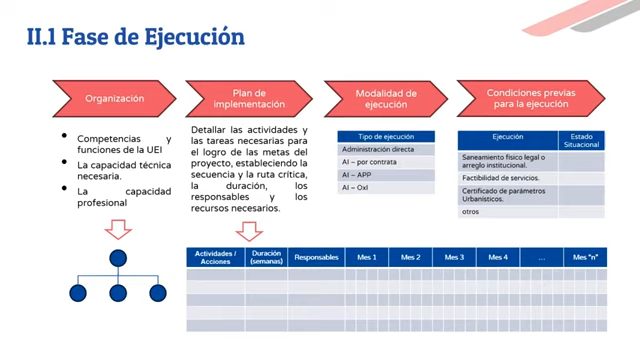 II.1 Fase de Ejecución
Organización
Plan de
implementación
Modalidad de
ejecución
Condiciones previas
para la ejecución
Competencias y
funciones de la UEI
La capacidad técnica
necesaria.
La capacidad
profesional
Detallar las actividades y
las tareas necesarias para
el logro de las metas del
proyecto, estableciendo la
secuencia y la ruta crítica,
la duración, los
responsables y los
recursos necesarios.
Tipo de ejecución
Administración directa
AI – por contrata
AI – APP
AI – OxI
Ejecución
Estado
Situacional
Saneamiento físico legal o
arreglo institucional.
Factibilidad de servicios.
Certificado de parámetros
Urbanísticos.
otros
Actividades /
Acciones
Duración
(semanas)
Responsables
Mes 1
Mes 2
Mes 3
Mes 4
...
Mes "n"